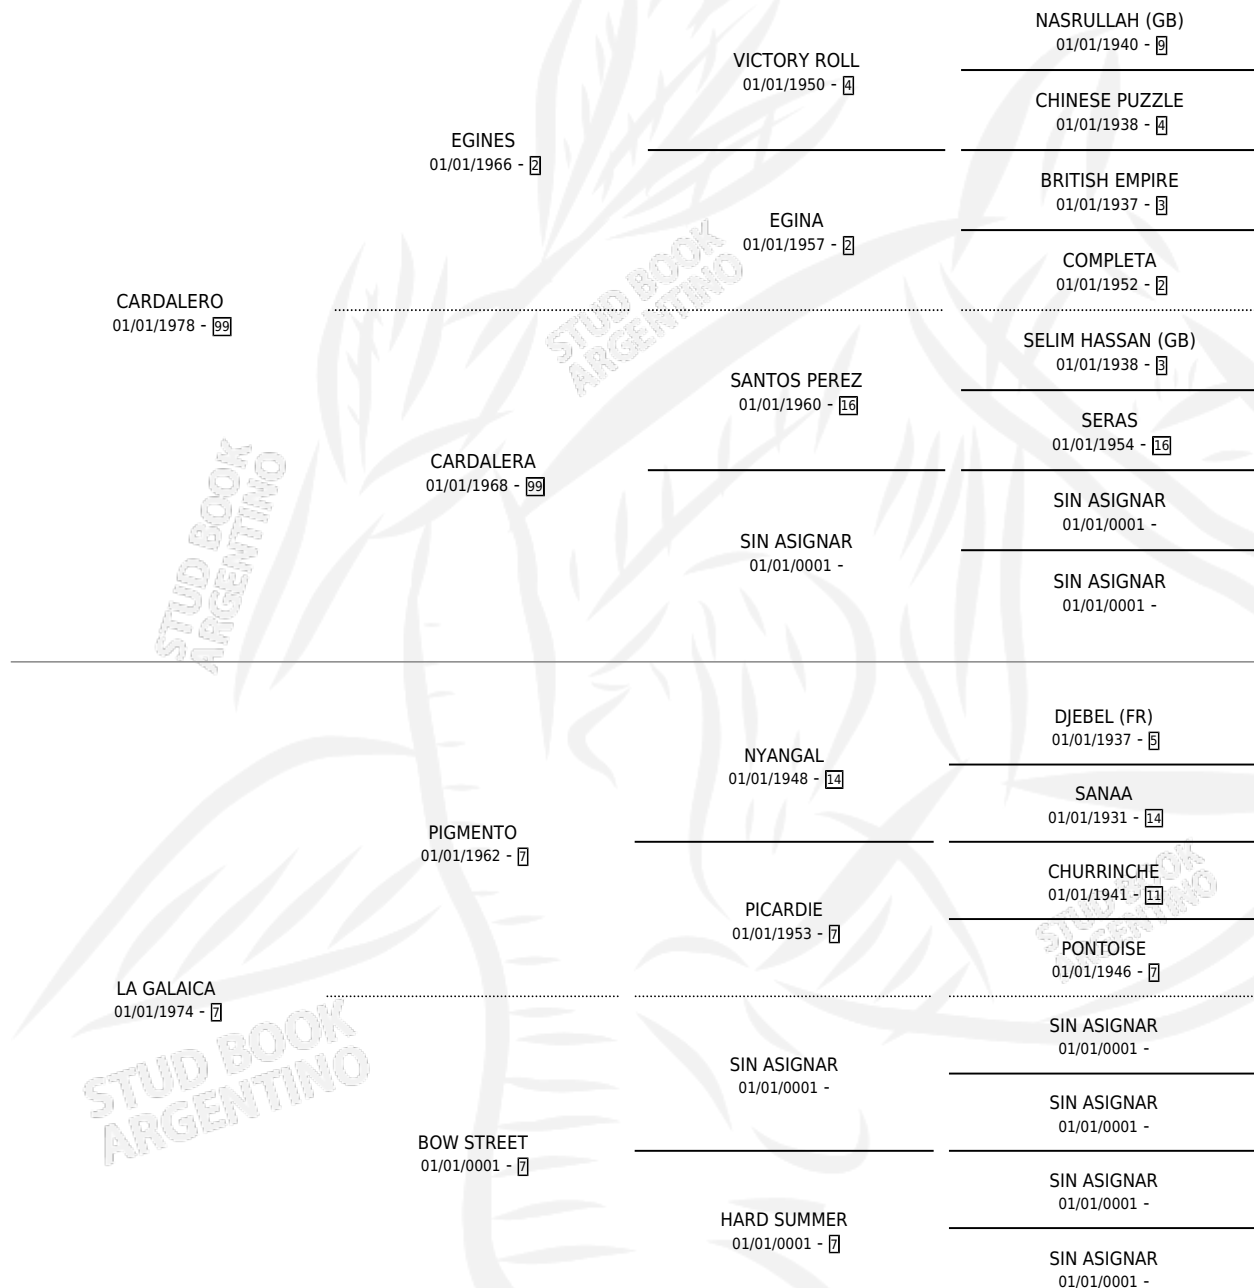 NASRULLAH (GB)
01/01/1940 - 9
VICTORY ROLL
01/01/1950 - 4
CHINESE PUZZLE
01/01/1938 - 4
EGINES
01/01/1966 - 2
BRITISH EMPIRE
01/01/1937 - 3
EGINA
01/01/1957 - 2
COMPLETA
01/01/1952 - 2
CARDALERO
01/01/1978 - 99
STUD BOOK
ARGENTINO
SELIM HASSAN (GB)
01/01/1938 - 3
SANTOS PEREZ
01/01/1960 - 16
SERAS
01/01/1954 - 16
CARDALERA
01/01/1968 - 99
SIN ASIGNAR
01/01/0001 -
SIN ASIGNAR
01/01/0001 -
SIN ASIGNAR
01/01/0001 -
STUD BOOK
ARGENTINO
DJEBEL (FR)
01/01/1937 - 5
NYANGAL
01/01/1948 - 14
SANAA
01/01/1931 - 14
PIGMENTO
01/01/1962 - 7
CHURRINCHE
01/01/1941 - 11
PICARDIE
01/01/1953 - 7
PONTOISE
01/01/1946 - 7
STUD BOOK
ARGENTINO
LA GALAICA
01/01/1974 - 7
SIN ASIGNAR
01/01/0001 -
SIN ASIGNAR
01/01/0001 -
SIN ASIGNAR
01/01/0001 -
STUD BOOK
ARGENTINO
BOW STREET
01/01/0001 - 7
SIN ASIGNAR
01/01/0001 -
HARD SUMMER
01/01/0001 - 7
SIN ASIGNAR
01/01/0001 -